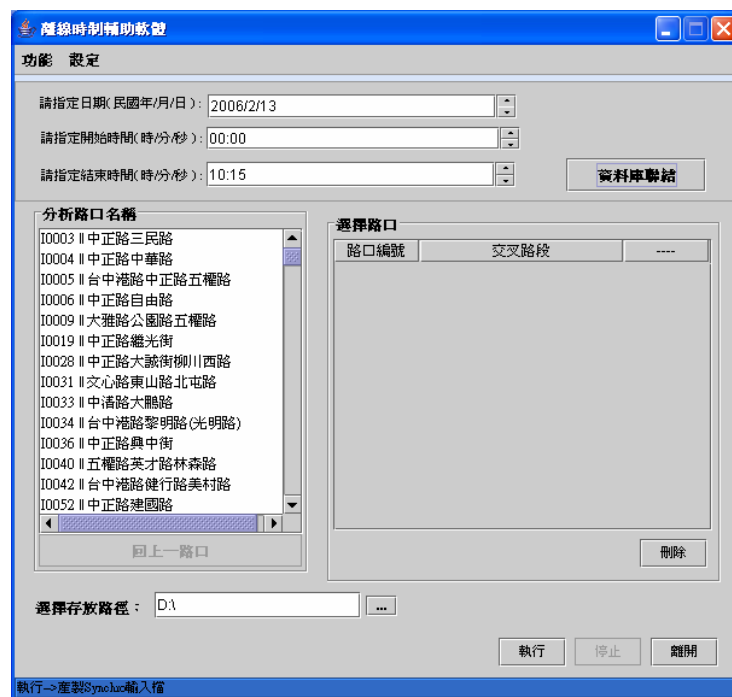 離線時制輔助軟體
功能 設定
請指定日期(民國年/月/日): 2006/2/13
請指定開始時間(時/分/秒): 00:00
請指定結束時間(時/分/秒): 10:15
資料庫聯結
分析路口名稱
I0003 || 中正路三民路
I0004 || 中正路中華路
I0005 || 台中港路中正路五權路
I0006 || 中正路自由路
I0009 || 大雅路公園路五權路
I0019 || 中正路繼光街
I0028 || 中正路大誠街柳川西路
I0031 || 文心路東山路北屯路
I0033 || 中清路大鵬路
I0034 || 台中港路黎明路(光明路)
I0036 || 中正路興中街
I0040 || 五權路英才路林森路
I0042 || 台中港路健行路美村路
I0052 || 中正路建國路
回上一路口
選擇路口
路口編號 交叉路段 ----
刪除
選擇存放路徑: D:\ ...
執行 停止 離開
執行-->產製Synchro輸入檔